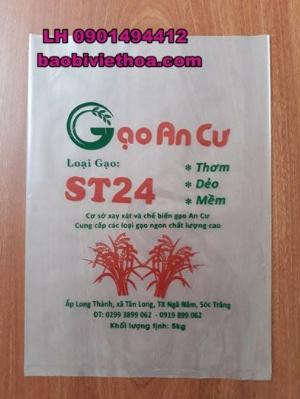 LH 0901494412
baobiviethoa.com
Gạo An Cư
Loại Gạo:
ST24
* Thơm
* Dẻo
* Mềm
Cơ sở xay xát và chế biến gạo An Cư
Cung cấp các loại gạo ngon chất lượng cao
Ấp Long Thành, xã Tân Long, TX Ngã Năm, Sóc Trăng
ĐT: 0299 3899 062 - 0919 899 062
Khối lượng tịnh: 5kg